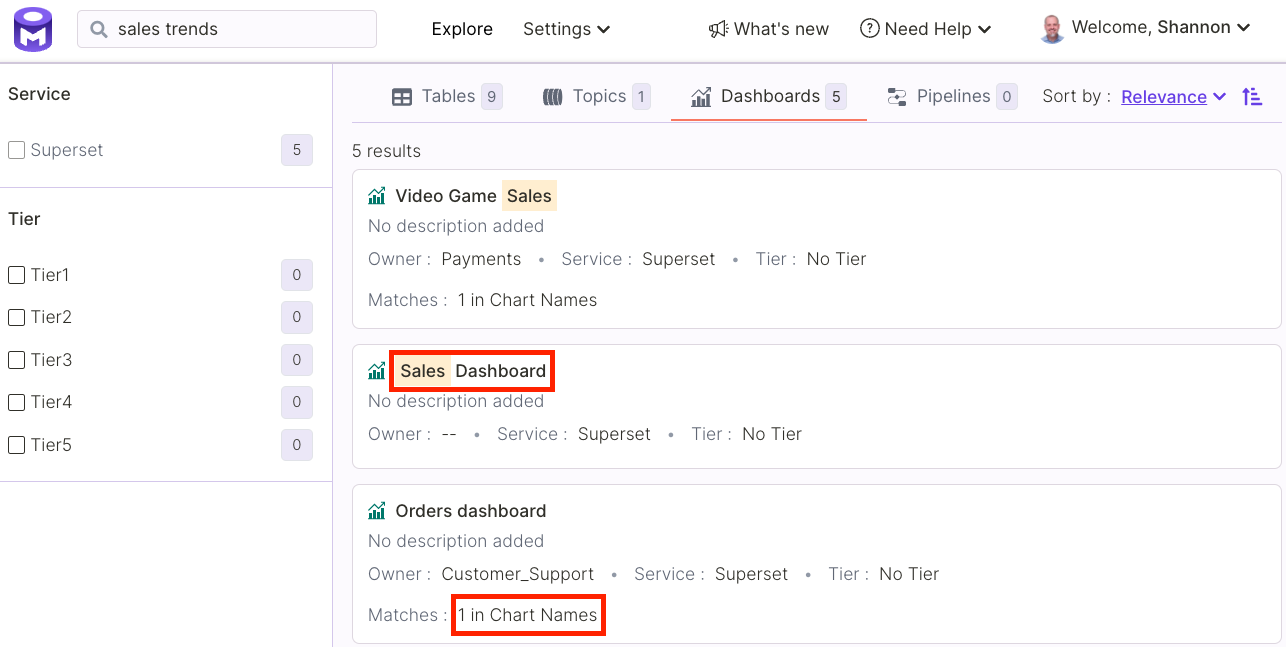 sales trends Explore Settings What's new ? Need Help Welcome, Shannon
Service
Superset 5
Tier
Tier1 0
Tier2 0
Tier3 0
Tier4 0
Tier5 0
Tables 9 Topics 1 Dashboards 5 Pipelines 0 Sort by : Relevance
5 results
Video Game Sales
No description added
Owner : Payments • Service : Superset • Tier : No Tier
Matches : 1 in Chart Names
Sales Dashboard
No description added
Owner : -- • Service : Superset • Tier : No Tier
Orders dashboard
No description added
Owner : Customer_Support • Service : Superset • Tier : No Tier
Matches : 1 in Chart Names